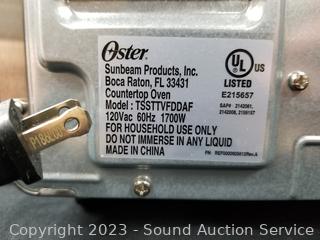 Oster
Sunbeam Products, Inc.
Boca Raton, FL 33431
Countertop Oven
Model : TSSTTVFDDAF
120Vac 60Hz 1700W
FOR HOUSEHOLD USE ONLY
DO NOT IMMERSE IN ANY LIQUID
MADE IN CHINA
UL
LISTED
E215657
SAP#
Copyright 2023 - Sound Auction Service